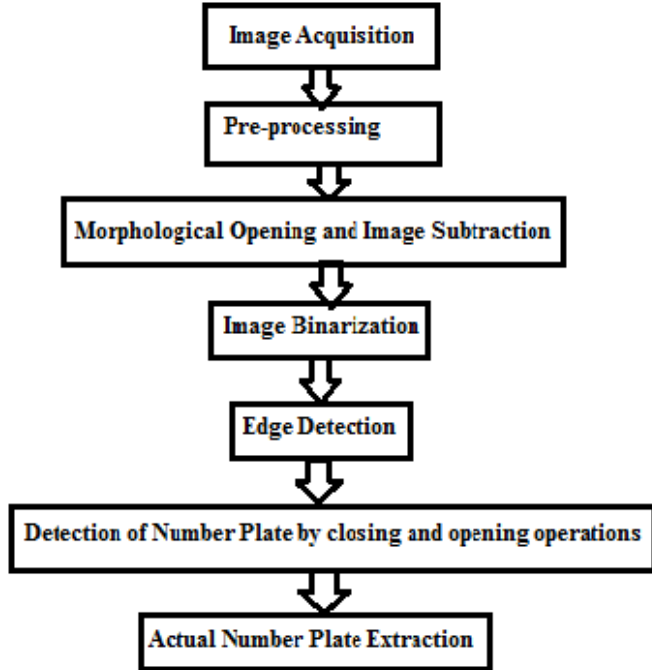 Image Acquisition
Pre-processing
Morphological Opening and Image Subtraction
Image Binarization
Edge Detection
Detection of Number Plate by closing and opening operations
Actual Number Plate Extraction